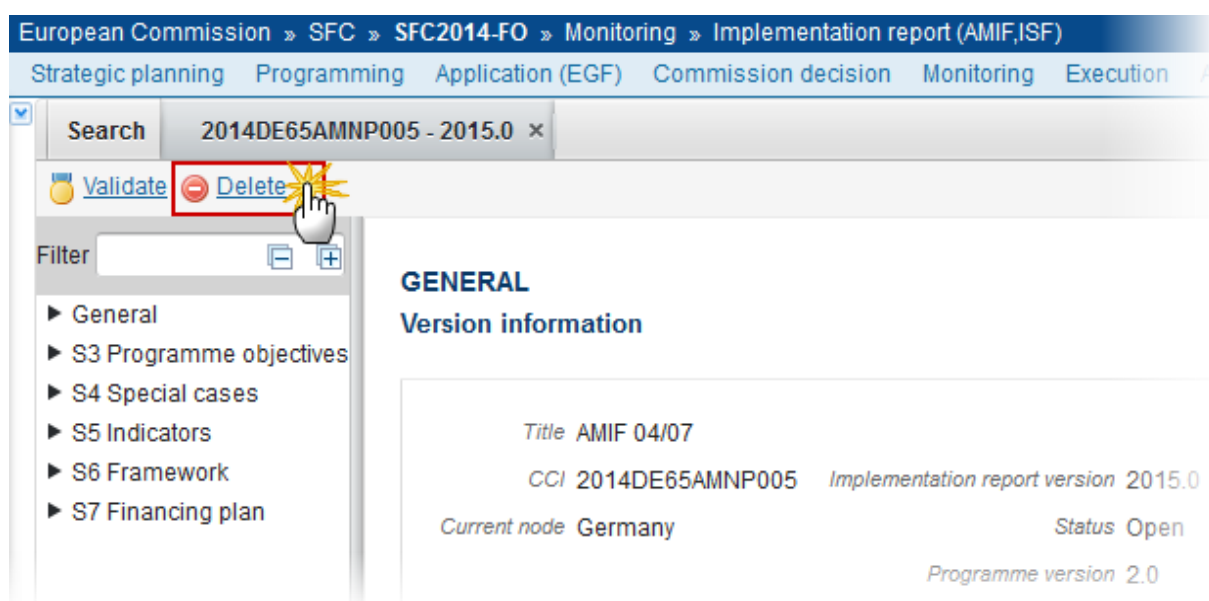 European Commission » SFC » SFC2014-FO » Monitoring » Implementation report (AMIF,ISF)
Strategic planning Programming Application (EGF) Commission decision Monitoring Execution
Search 2014DE65AMNP005 - 2015.0 ×
Validate Delete
Filter
General
S3 Programme objectives
S4 Special cases
S5 Indicators
S6 Framework
S7 Financing plan
GENERAL
Version information
Title AMIF 04/07
CCI 2014DE65AMNP005 Implementation report version 2015.0
Current node Germany Status Open
Programme version 2.0